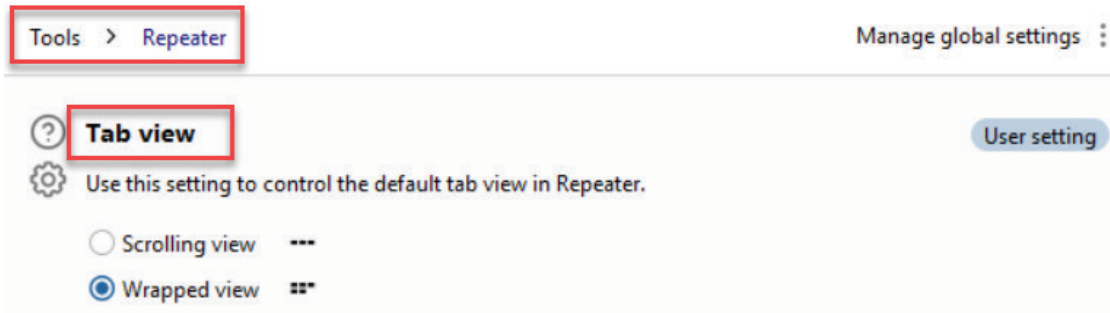 Tools > Repeater Manage global settings
Tab view User setting
Use this setting to control the default tab view in Repeater.
Scrolling view
Wrapped view